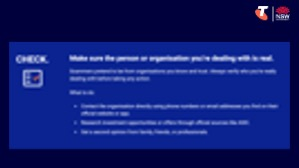 NSW
CHECK.
Make sure the person or organisation you're dealing with is real.
Scammers pretend to be from organisations you know and trust. Always verify who you're really
dealing with before taking any action.
What to do:
Contact the organisation directly using phone numbers or email addresses you find on their
official website or app.
Research investment opportunities or offers through official sources like ASIC.
Get a second opinion from family, friends, or professionals.